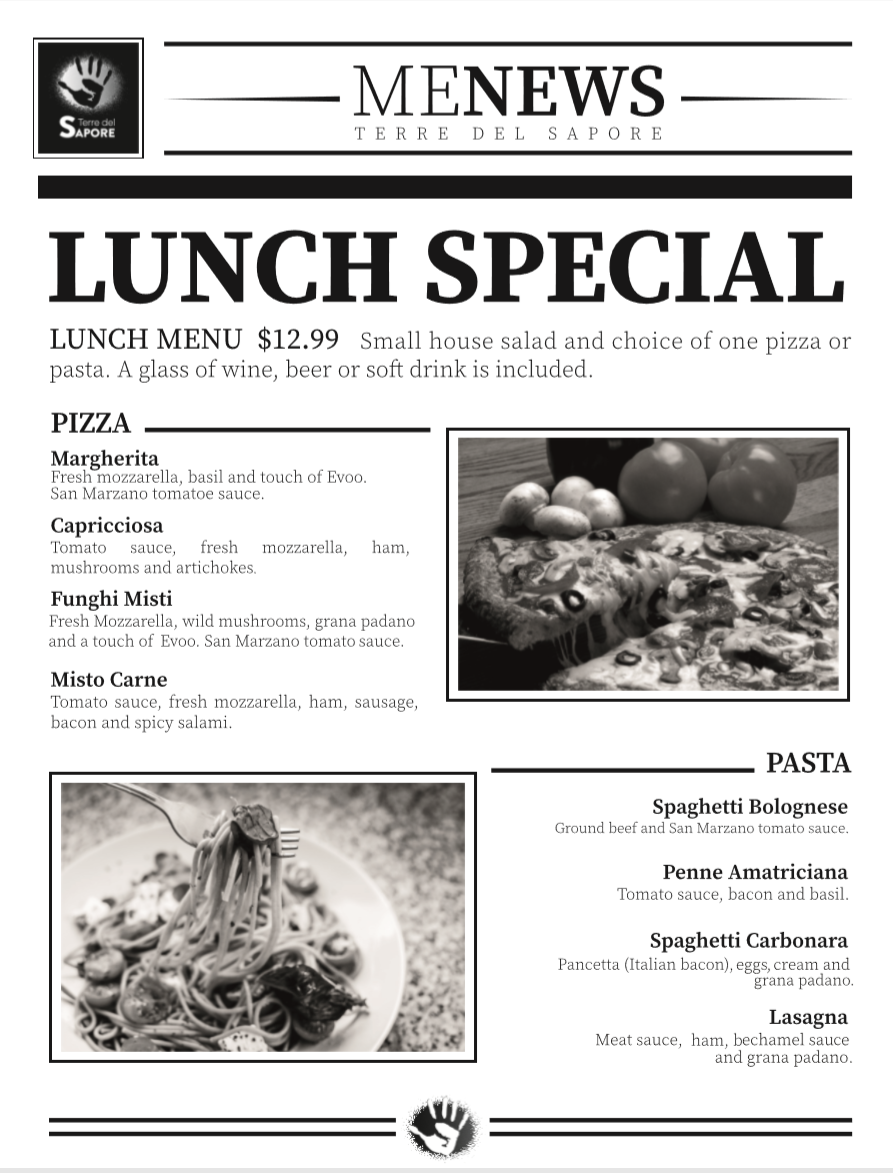 Terre del
SAPORE
MENEWS
TERRE DEL SAPORE
LUNCH SPECIAL
LUNCH MENU $12.99 Small house salad and choice of one pizza or
pasta. A glass of wine, beer or soft drink is included.
PIZZA
Margherita
Fresh mozzarella, basil and touch of Evoo.
San Marzano tomatoe sauce.
Capricciosa
Tomato sauce, fresh mozzarella, ham,
mushrooms and artichokes.
Funghi Misti
Fresh Mozzarella, wild mushrooms, grana padano
and a touch of Evoo. San Marzano tomato sauce.
Misto Carne
Tomato sauce, fresh mozzarella, ham, sausage,
bacon and spicy salami.
PASTA
Spaghetti Bolognese
Ground beef and San Marzano tomato sauce.
Penne Amatriciana
Tomato sauce, bacon and basil.
Spaghetti Carbonara
Pancetta (Italian bacon), eggs, cream and
grana padano.
Lasagna
Meat sauce, ham, bechamel sauce
and grana padano.